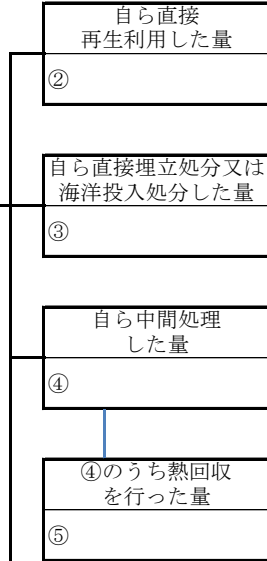 自ら直接
再生利用した量
②
自ら直接埋立処分又は
海洋投入処分した量
③
自ら中間処理
した量
④
④のうち熱回収
を行った量
⑤